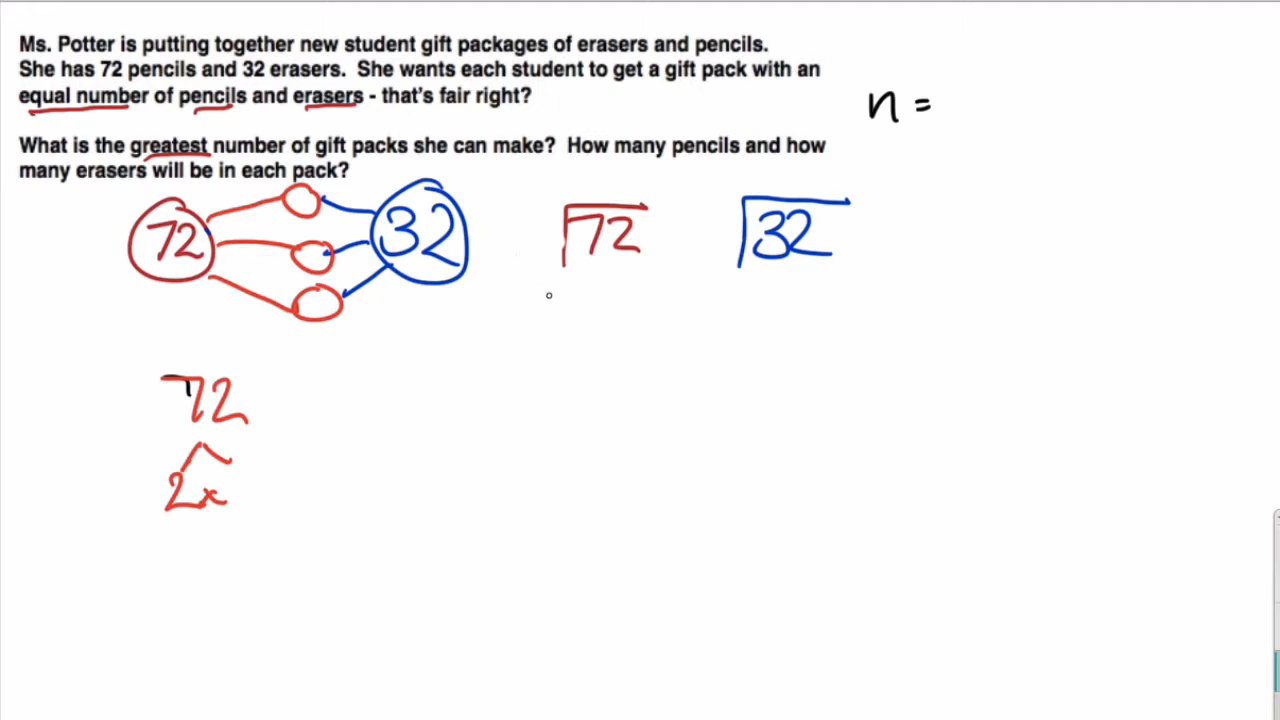 Ms. Potter is putting together new student gift packages of erasers and pencils.
She has 72 pencils and 32 erasers. She wants each student to get a gift pack with an
equal number of pencils and erasers - that's fair right?
n =
What is the greatest number of gift packs she can make? How many pencils and how
many erasers will be in each pack?
72 32 72 32
72
2x